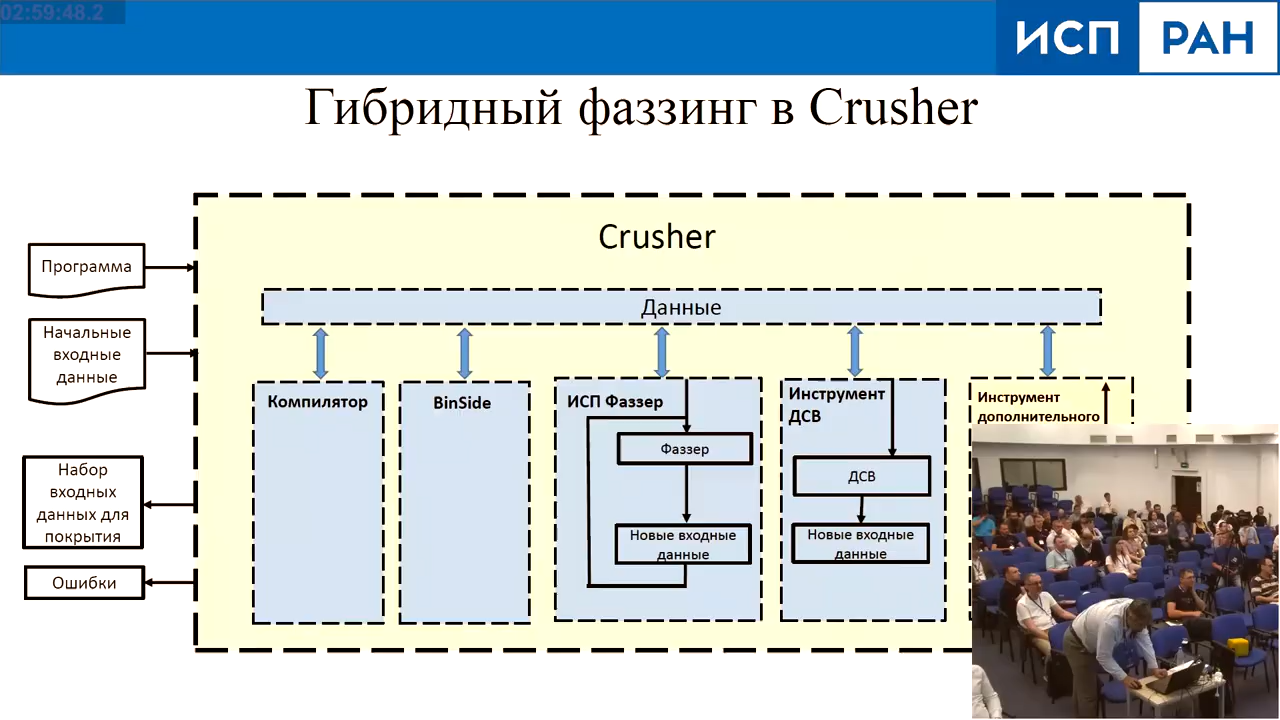 02:59:48.2
ИСП РАН
Гибридный фаззинг в Crusher
Crusher
Программа
Данные
Начальные
входные
данные
Компилятор
BinSide
ИСП Фаззер
Фаззер
Новые входные
данные
Инструмент
ДСВ
ДСВ
Новые входные
данные
Инструмент
дополнительного
Набор
входных
данных для
покрытия
Ошибки